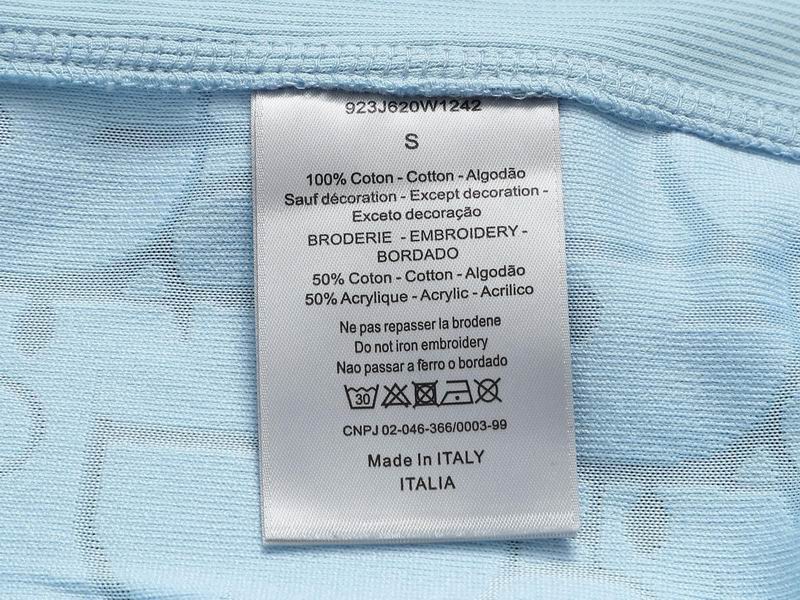 923J620W1242
S
100% Coton - Cotton - Algodão
Sauf décoration - Except decoration -
Exceto decoração
BRODERIE - EMBROIDERY -
BORDADO
50% Coton - Cotton - Algodão
50% Acrylique - Acrylic - Acrilico
Ne pas repasser la brodene
Do not iron embroidery
Nao passar a ferro o bordado
30
CNPJ 02-046-366/0003-99
Made In ITALY
ITALIA